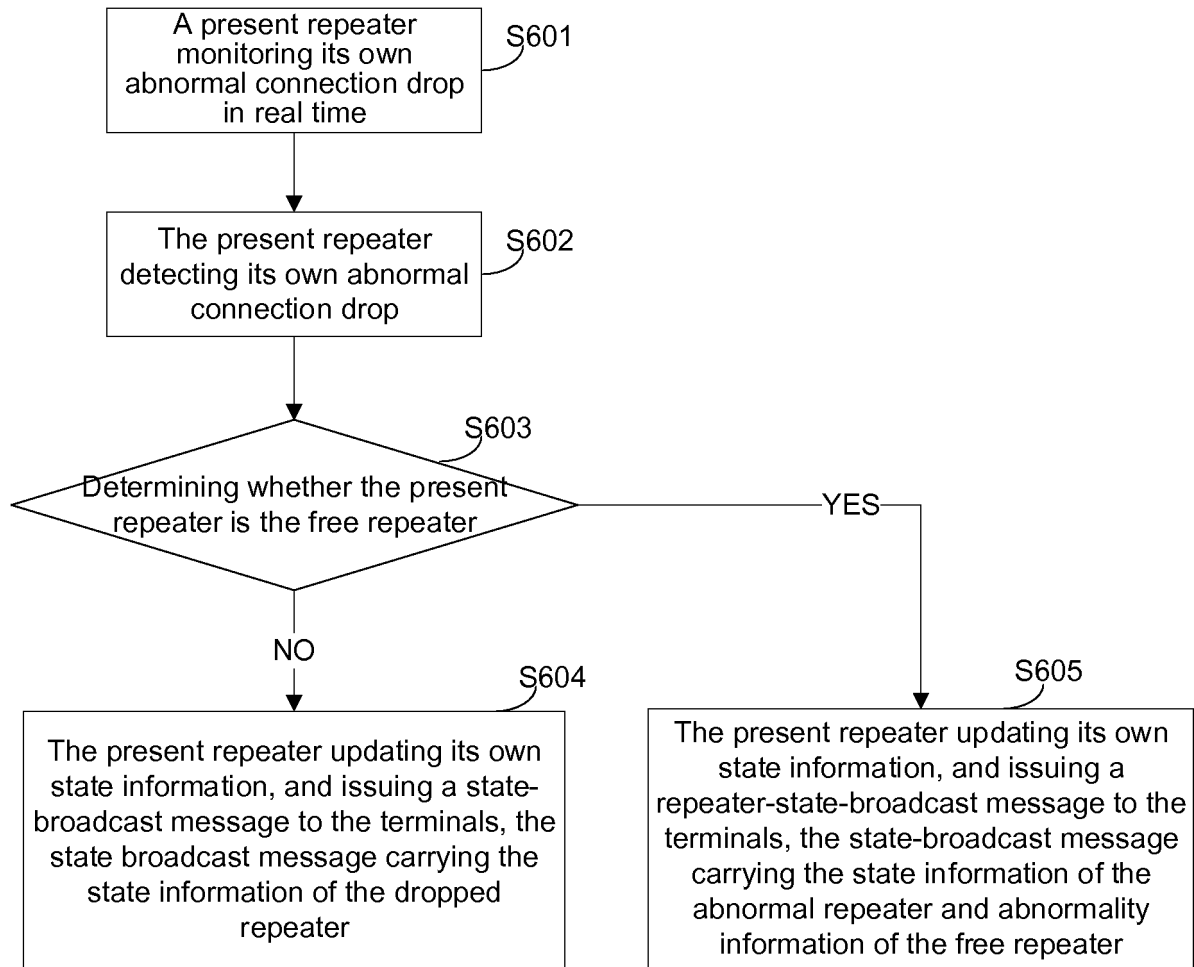 A present repeater
monitoring its own
abnormal connection drop
in real time
S601
The present repeater
detecting its own abnormal
connection drop
S602
S603
Determining whether the present
repeater is the free repeater
YES
NO
S604
The present repeater updating its own
state information, and issuing a state-
broadcast message to the terminals, the
state broadcast message carrying the
state information of the dropped
repeater
S605
The present repeater updating its own
state information, and issuing a
repeater-state-broadcast message to the
terminals, the state-broadcast message
carrying the state information of the
abnormal repeater and abnormality
information of the free repeater